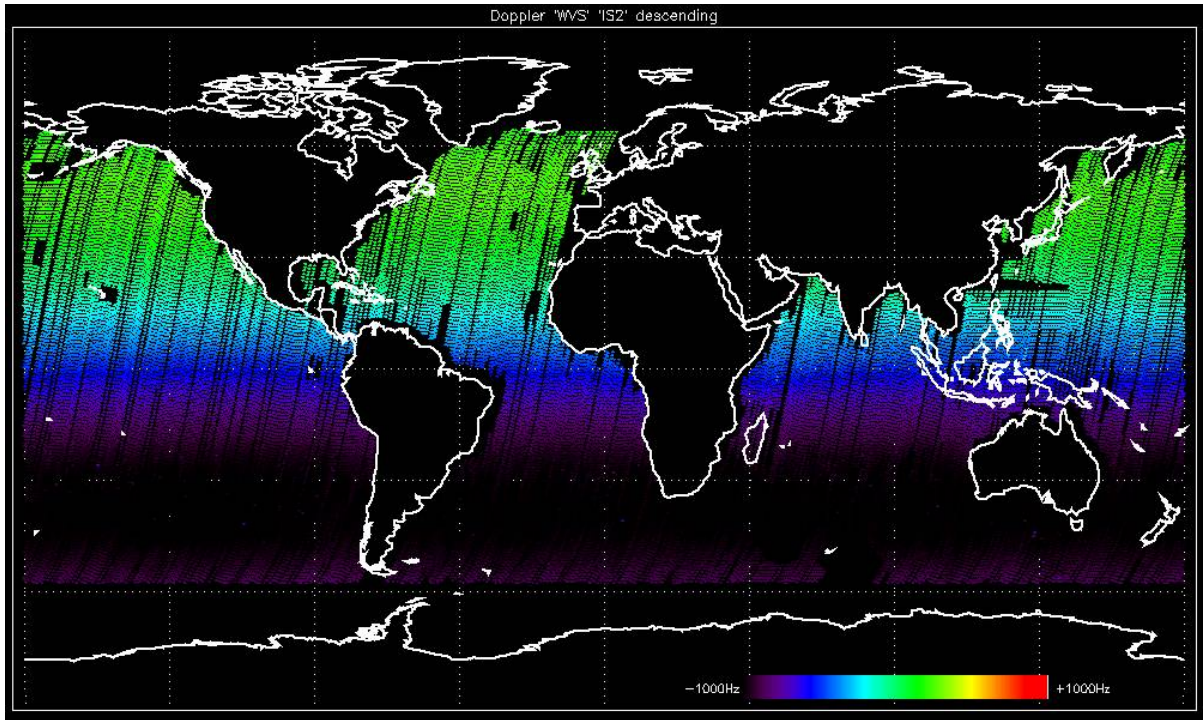 Doppler 'WVS' 'IS2' descending
−1000Hz +1000Hz